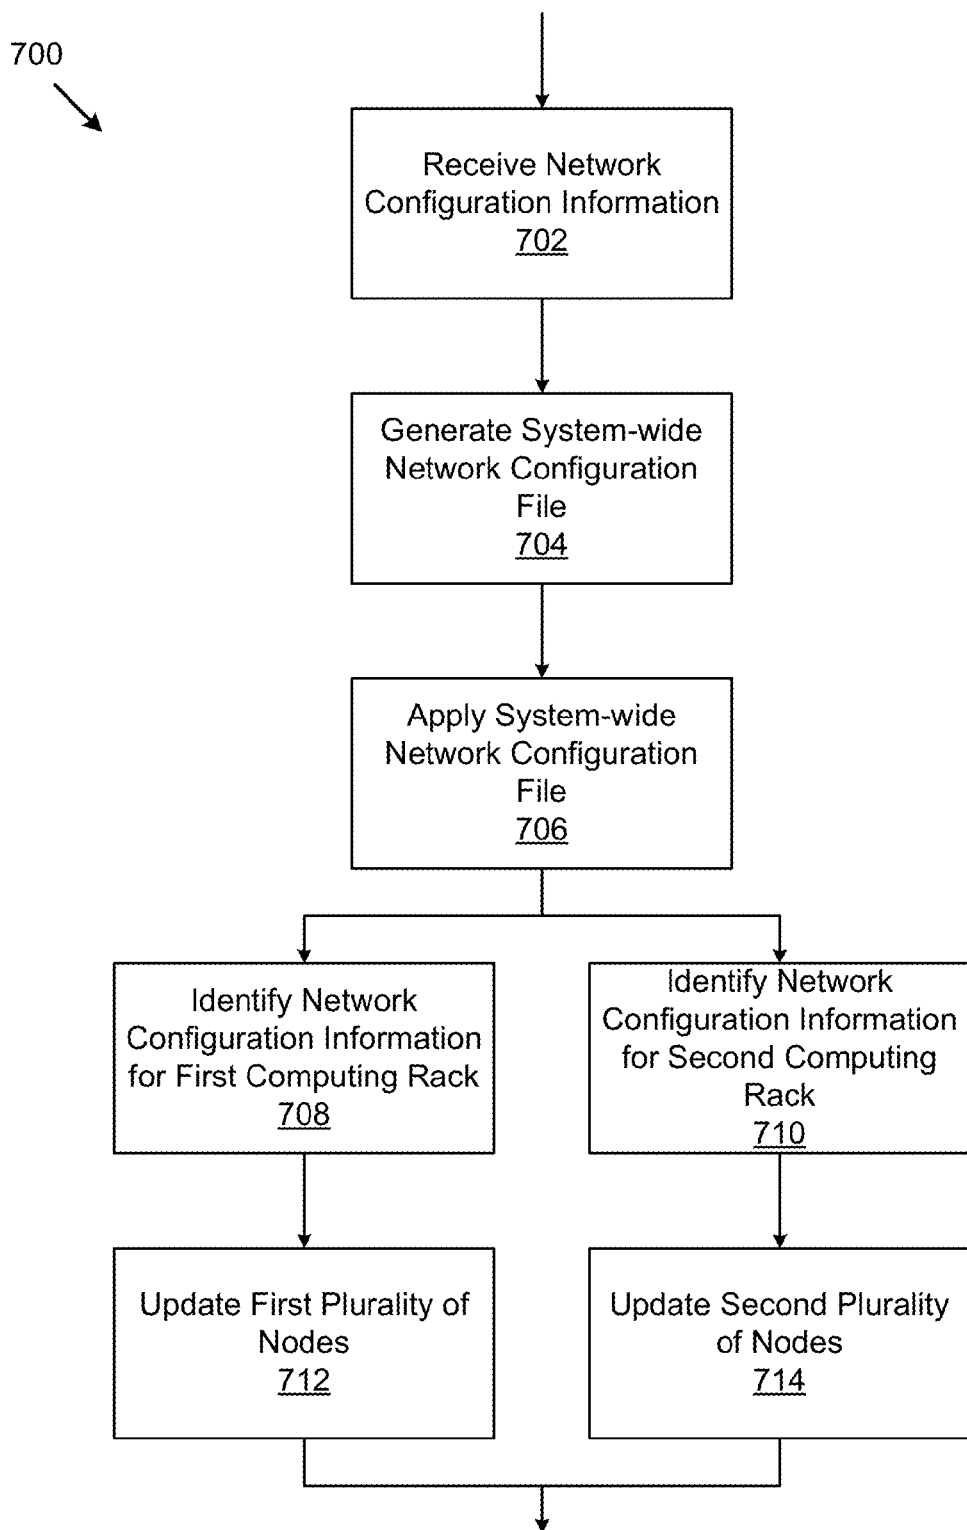 700
Receive Network
Configuration Information
702
Generate System-wide
Network Configuration
File
704
Apply System-wide
Network Configuration
File
706
Identify Network
Configuration Information
for First Computing Rack
708
Identify Network
Configuration Information
for Second Computing
Rack
710
Update First Plurality of
Nodes
712
Update Second Plurality
of Nodes
714